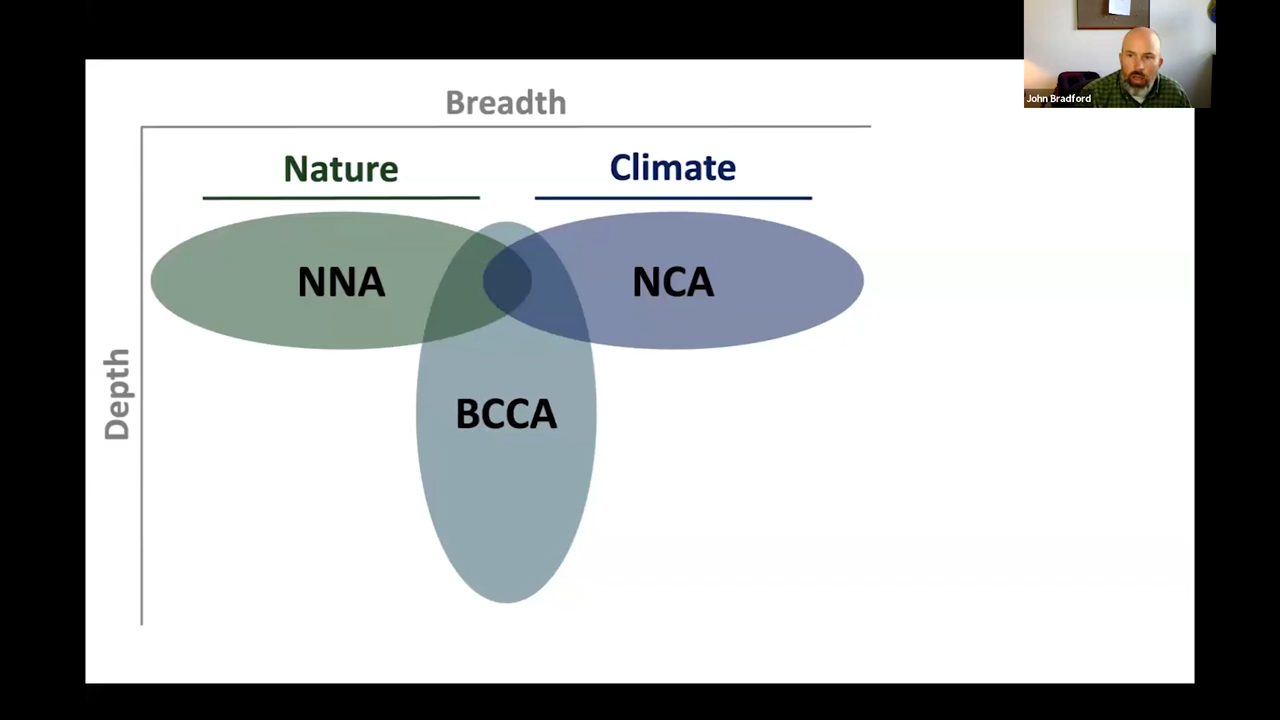 John Bradford
Breadth
Nature
Climate
NNA
NCA
Depth
BCCA